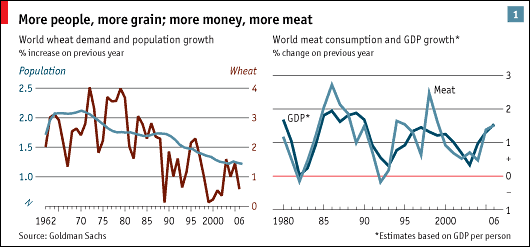 More people, more grain; more money, more meat
1
World wheat demand and population growth
% increase on previous year
Population
Wheat
2.5
2.0
1.5
1.0
4
3
2
1
0
1962 70 75 80 85 90 95 2000 06
Source: Goldman Sachs
World meat consumption and GDP growth*
% change on previous year
GDP*
Meat
3
2
1
+
0
–
1
1980 85 90 95 2000 06
*Estimates based on GDP per person